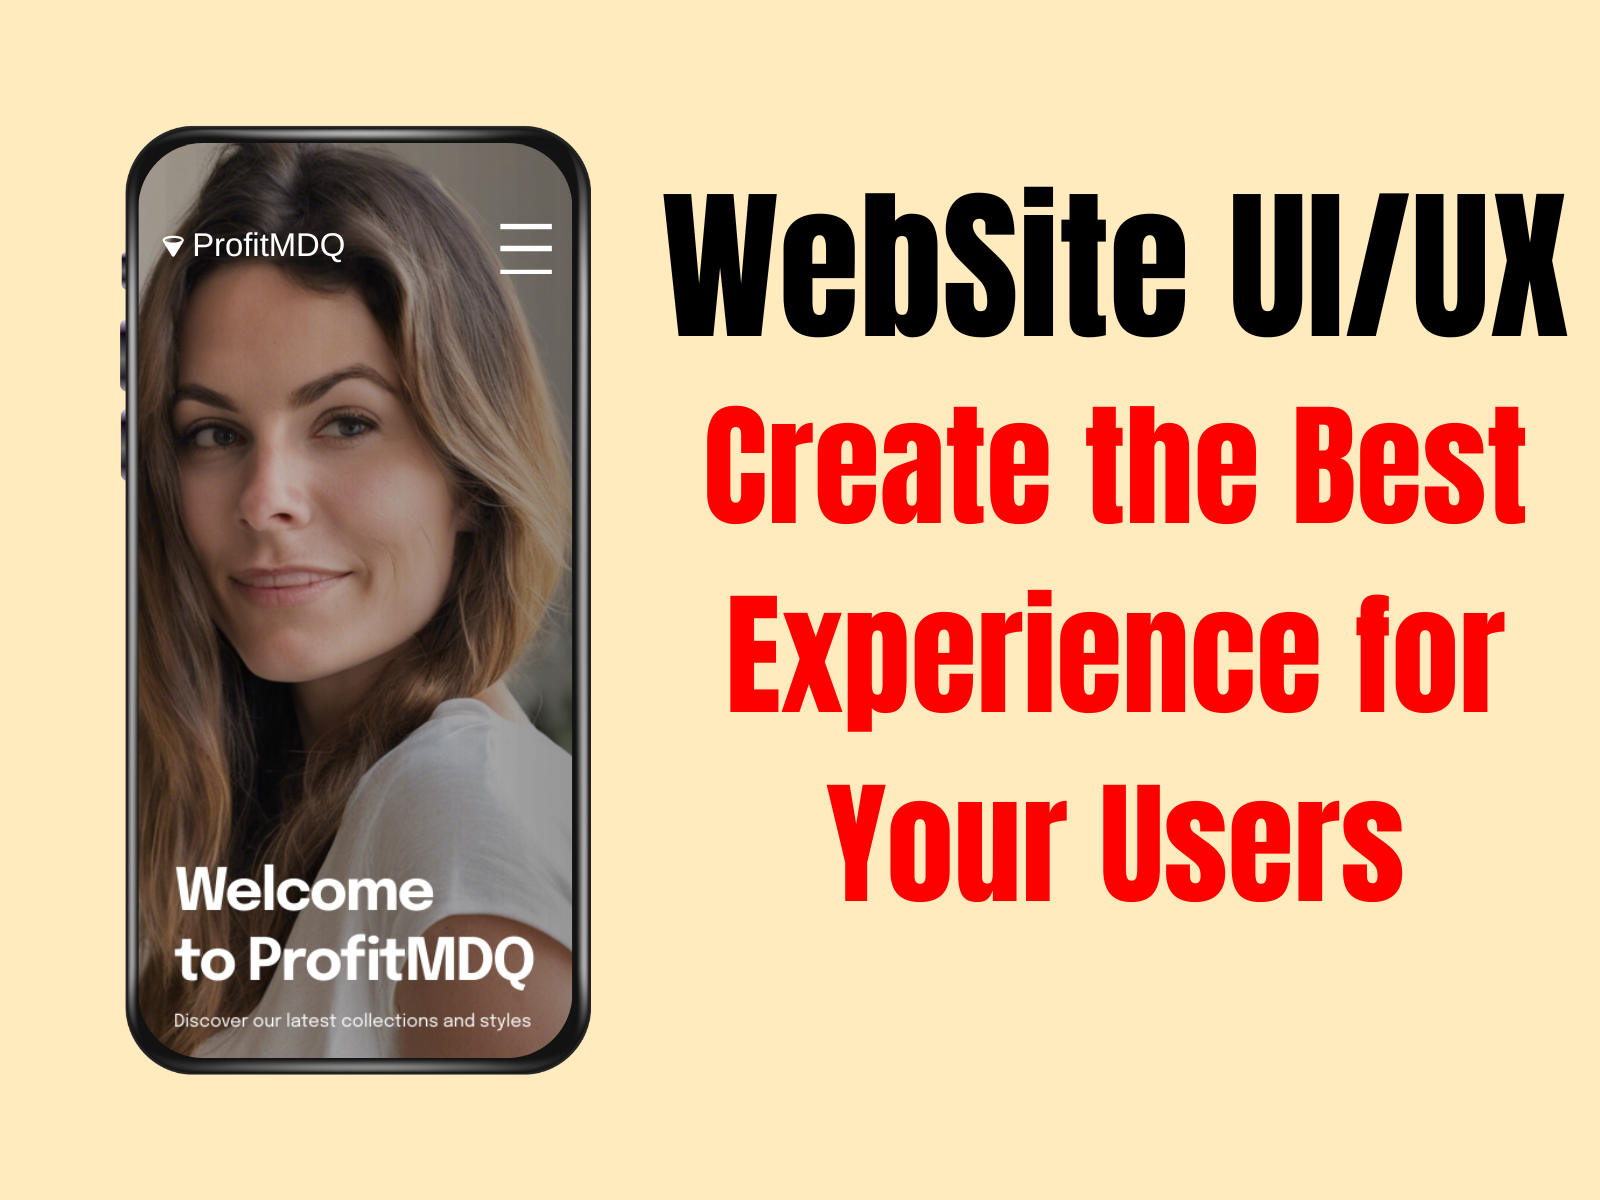 ProfitMDQ
Welcome
to ProfitMDQ
Discover our latest collections and styles
WebSite UI/UX
Create the Best
Experience for
Your Users